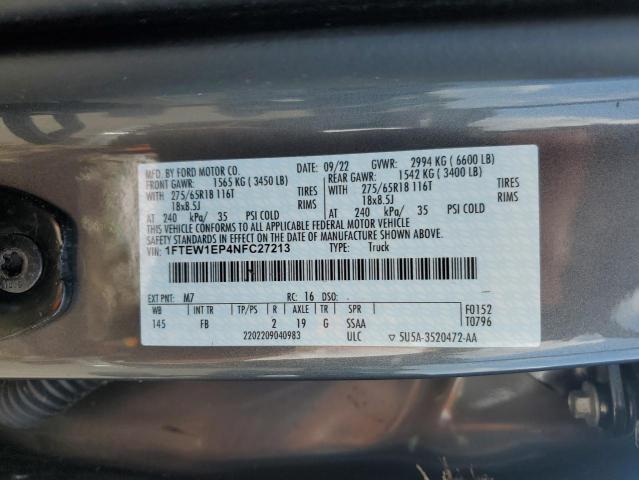 MFD. BY FORD MOTOR CO. DATE: 09/22 GVWR: 2994 KG ( 6600 LB)
FRONT GAWR: 1565 KG ( 3450 LB) REAR GAWR: 1542 KG ( 3400 LB)
WITH 275/65R18 116T TIRES WITH 275/65R18 116T TIRES
18x8.5J RIMS 18x8.5J RIMS
AT 240 kPa/ 35 PSI COLD AT 240 kPa/ 35 PSI COLD
THIS VEHICLE CONFORMS TO ALL APPLICABLE FEDERAL MOTOR VEHICLE
SAFETY AND THEFT PREVENTION STANDARDS IN EFFECT ON THE DATE OF MANUFACTURE SHOWN ABOVE.
VIN: 1FTEW1EP4NFC27213 TYPE: Truck
EXT PNT: M7 RC: 16 DSO:
WB INT TR TP/PS R AXLE TR SPR F0152
145 FB 2 19 G SSAA T0796
2202209040983 ULC 5U5A-3520472-AA